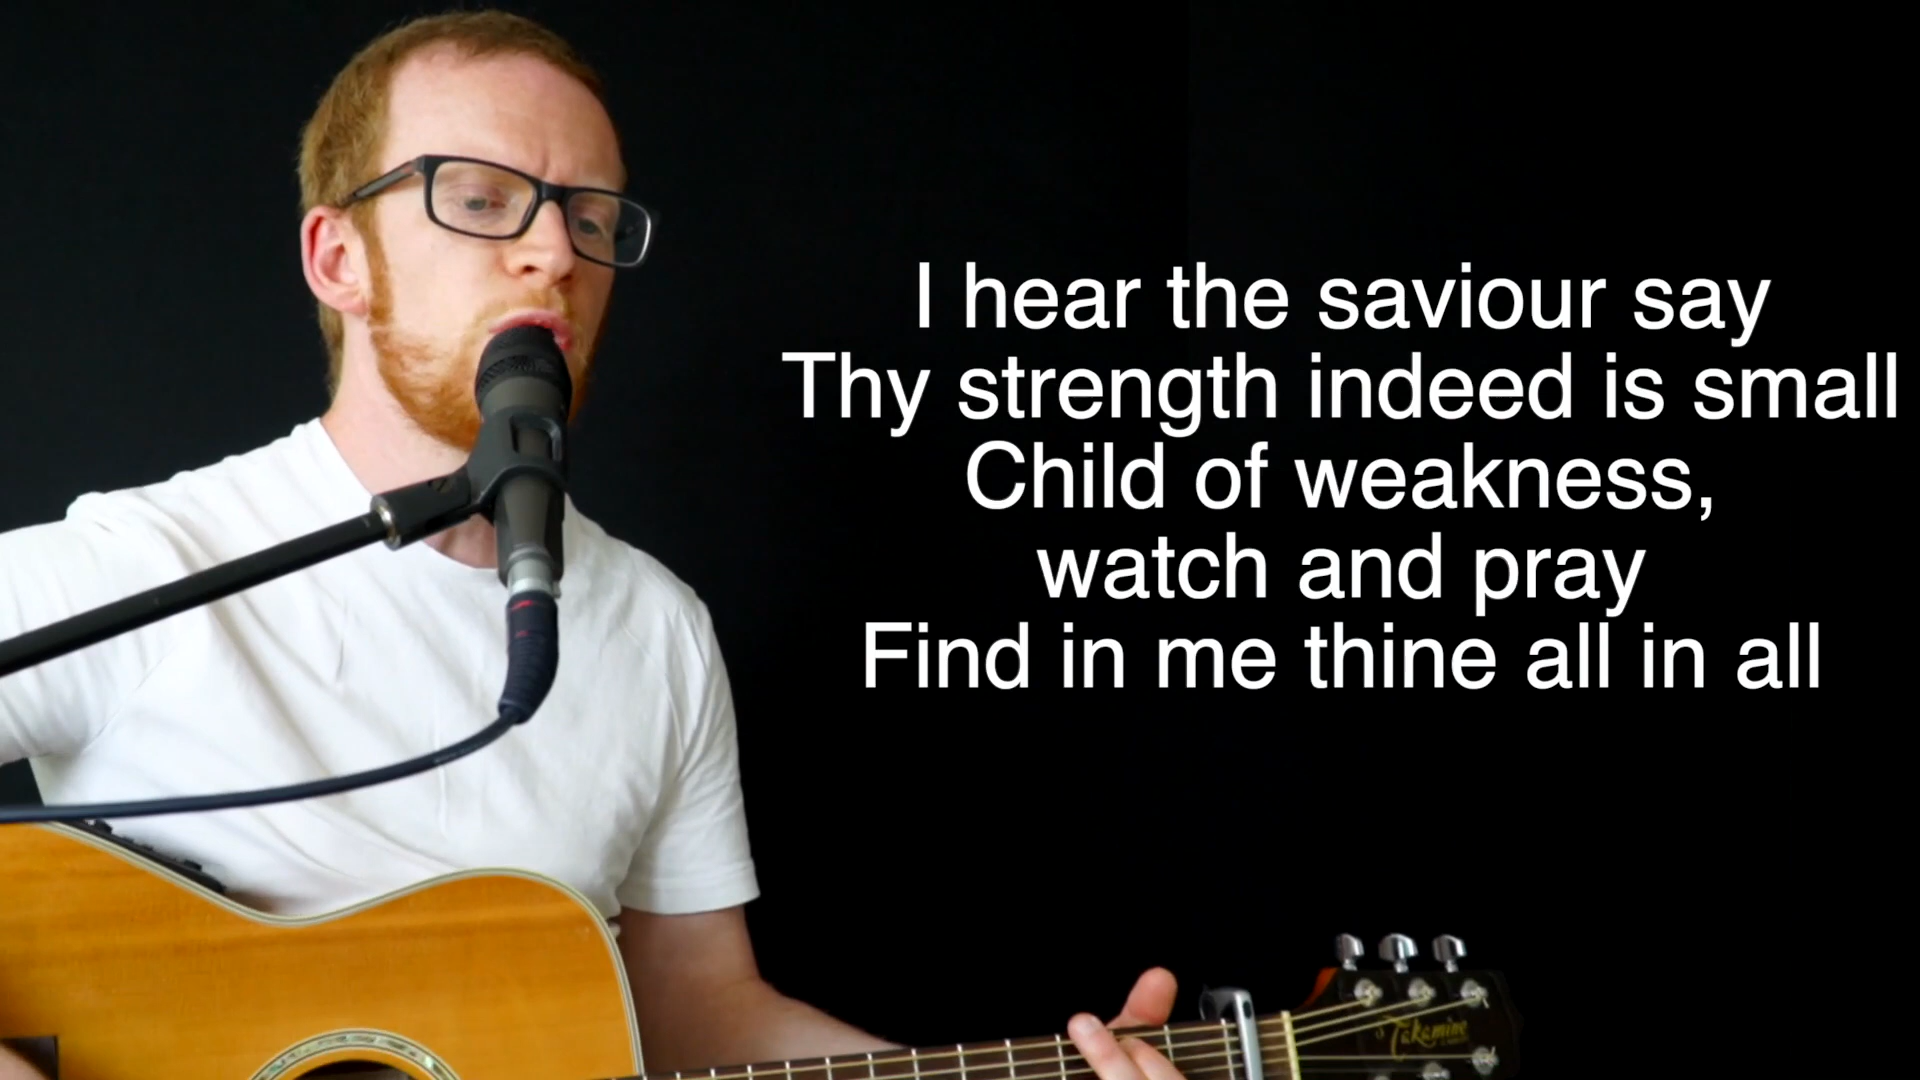 I hear the saviour say
Thy strength indeed is small
Child of weakness,
watch and pray
Find in me thine all in all
Takamine